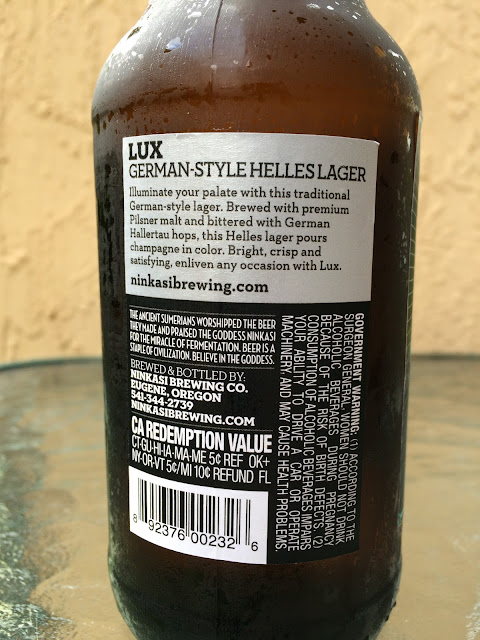 LUX
GERMAN-STYLE HELLES LAGER
Illuminate your palate with this traditional
German-style lager. Brewed with premium
Pilsner malt and bittered with German
Hallertau hops, this Helles lager pours
champagne in color. Bright, crisp and
satisfying, enliven any occasion with Lux.
ninkasibrewing.com
THE ANCIENT SUMERIANS WORSHIPPED THE BEER
THEY MADE AND PRAISED THE GODDESS NINKASI
FOR THE MIRACLE OF FERMENTATION. BEER IS A
STAPLE OF CIVILIZATION. BELIEVE IN THE GODDESS.
BREWED & BOTTLED BY:
NINKASI BREWING CO.
EUGENE, OREGON
541-344-2739
NINKASIBREWING.COM
CA REDEMPTION VALUE
CT-GU-HI-IA-MA-ME 5¢ REF OK+
NY-OR-VT 5¢/MI 10¢ REFUND FL
8 92376 00232 6
GOVERNMENT WARNING: (1) ACCORDING TO THE
SURGEON GENERAL, WOMEN SHOULD NOT DRINK
ALCOHOLIC BEVERAGES DURING PREGNANCY
BECAUSE OF THE RISK OF BIRTH DEFECTS. (2)
CONSUMPTION OF ALCOHOLIC BEVERAGES IMPAIRS
YOUR ABILITY TO DRIVE A CAR OR OPERATE
MACHINERY AND MAY CAUSE HEALTH PROBLEMS.